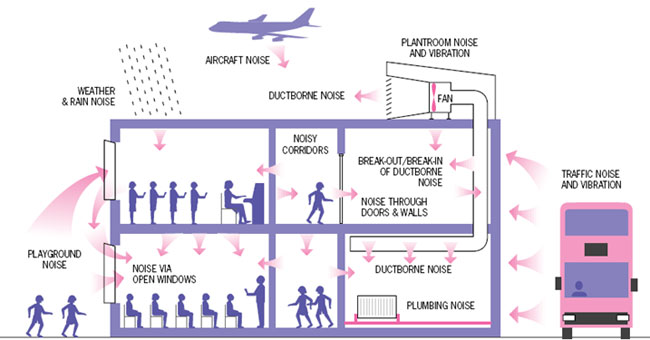 PLANTROOM NOISE
AND VIBRATION
AIRCRAFT NOISE
WEATHER
& RAIN NOISE
DUCTBORNE NOISE
FAN
NOISY
CORRIDORS
BREAK-OUT/BREAK-IN
OF DUCTBORNE
NOISE
TRAFFIC NOISE
AND VIBRATION
NOISE THROUGH
DOORS & WALLS
PLAYGROUND
NOISE
NOISE VIA
OPEN WINDOWS
DUCTBORNE NOISE
PLUMBING NOISE